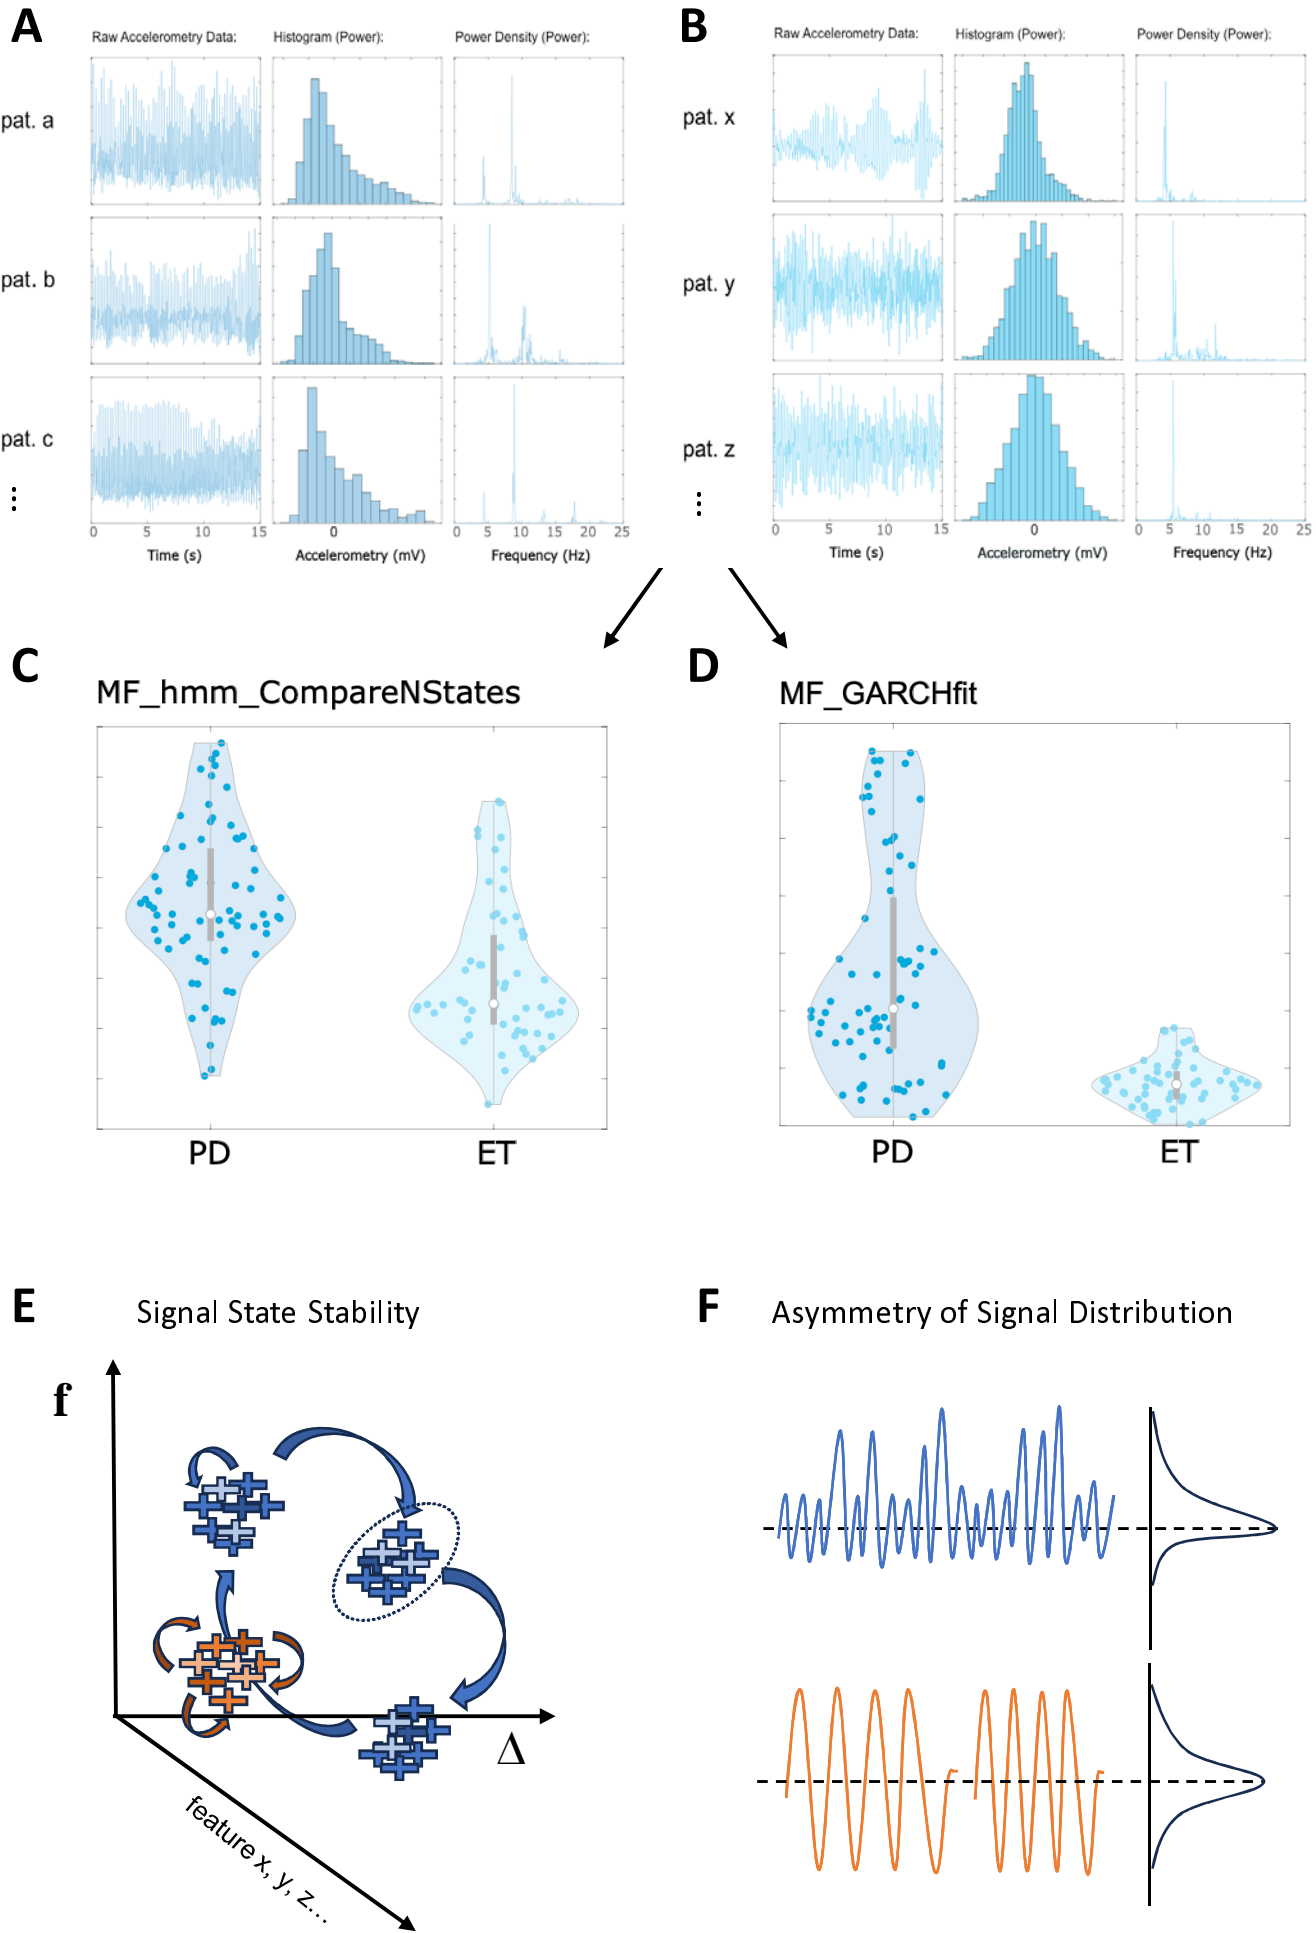 A
Raw Accelerometry Data: Histogram (Power): Power Density (Power):
pat. a
pat. b
pat. c
⋮
0 5 10 15 0 0 5 10 15 20 25
Time (s) Accelerometry (mV) Frequency (Hz)
B
Raw Accelerometry Data: Histogram (Power): Power Density (Power):
pat. x
pat. y
pat. z
⋮
0 5 10 15 0 0 5 10 15 20 25
Time (s) Accelerometry (mV) Frequency (Hz)
C
MF_hmm_CompareNStates
PD ET
D
MF_GARCHfit
PD ET
E
Signal State Stability
f
Δ
feature x, y, z...
F
Asymmetry of Signal Distribution